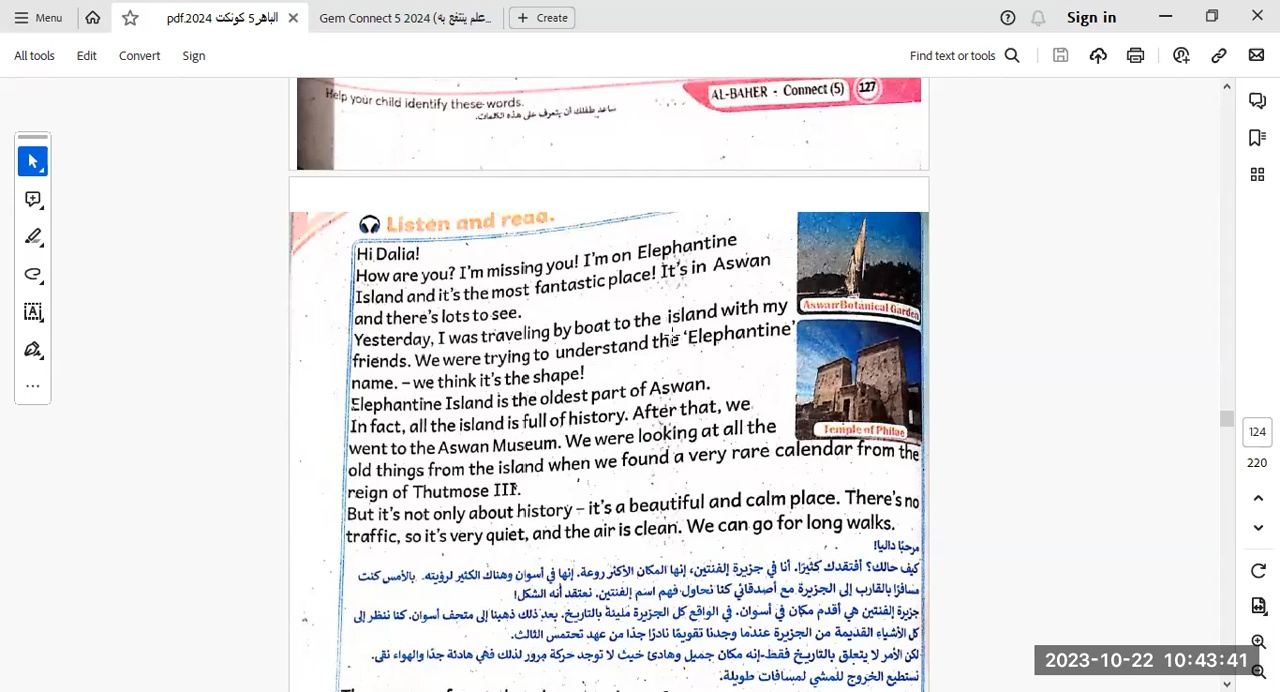 Menu
الباهر5 كونكت 2024.pdf
Gem Connect 5 2024 (علم ينتفع به...
Create
Sign in
All tools
Edit
Convert
Sign
Find text or tools
Help your child identify these words.
ساعد طفلك أن يتعرف على هذه الكلمات.
AL-BAHER - Connect (5)
127
Listen and read.
Hi Dalia!
How are you? I'm missing you! I'm on Elephantine
Island and it's the most fantastic place! It's in Aswan
and there's lots to see.
Yesterday, I was traveling by boat to the island with my
friends. We were trying to understand the 'Elephantine'
name. – we think it's the shape!
Elephantine Island is the oldest part of Aswan.
In fact, all the island is full of history. After that, we
went to the Aswan Museum. We were looking at all the
old things from the island when we found a very rare calendar from the
reign of Thutmose III.
But it's not only about history – it's a beautiful and calm place. There's no
traffic, so it's very quiet, and the air is clean. We can go for long walks.
Aswan Botanical Garden
Temple of Philae
مرحبًا داليا!
كيف حالك؟ أفتقدك كثيرًا. أنا في جزيرة إلفنتين، إنها المكان الأكثر روعة. إنها في أسوان وهناك الكثير لرؤيته. بالأمس كنت
مسافرًا بالقارب إلى الجزيرة مع أصدقائي كنا نحاول فهم اسم إلفنتين. نعتقد أنه الشكل!
جزيرة إلفنتين هي أقدم مكان في أسوان. في الواقع كل الجزيرة مليئة بالتاريخ. بعد ذلك ذهبنا إلى متحف أسوان. كنا ننظر إلى
كل الأشياء القديمة من الجزيرة عندما وجدنا تقويمًا نادرًا جدًا من عهد تحتمس الثالث.
لكن الأمر لا يتعلق بالتاريخ فقط-إنه مكان جميل وهادئ حيث لا توجد حركة مرور لذلك فهي هادئة جدًا والهواء نقى.
نستطيع الخروج للمشي لمسافات طويلة.
124
220
2023-10-22 10:43:41